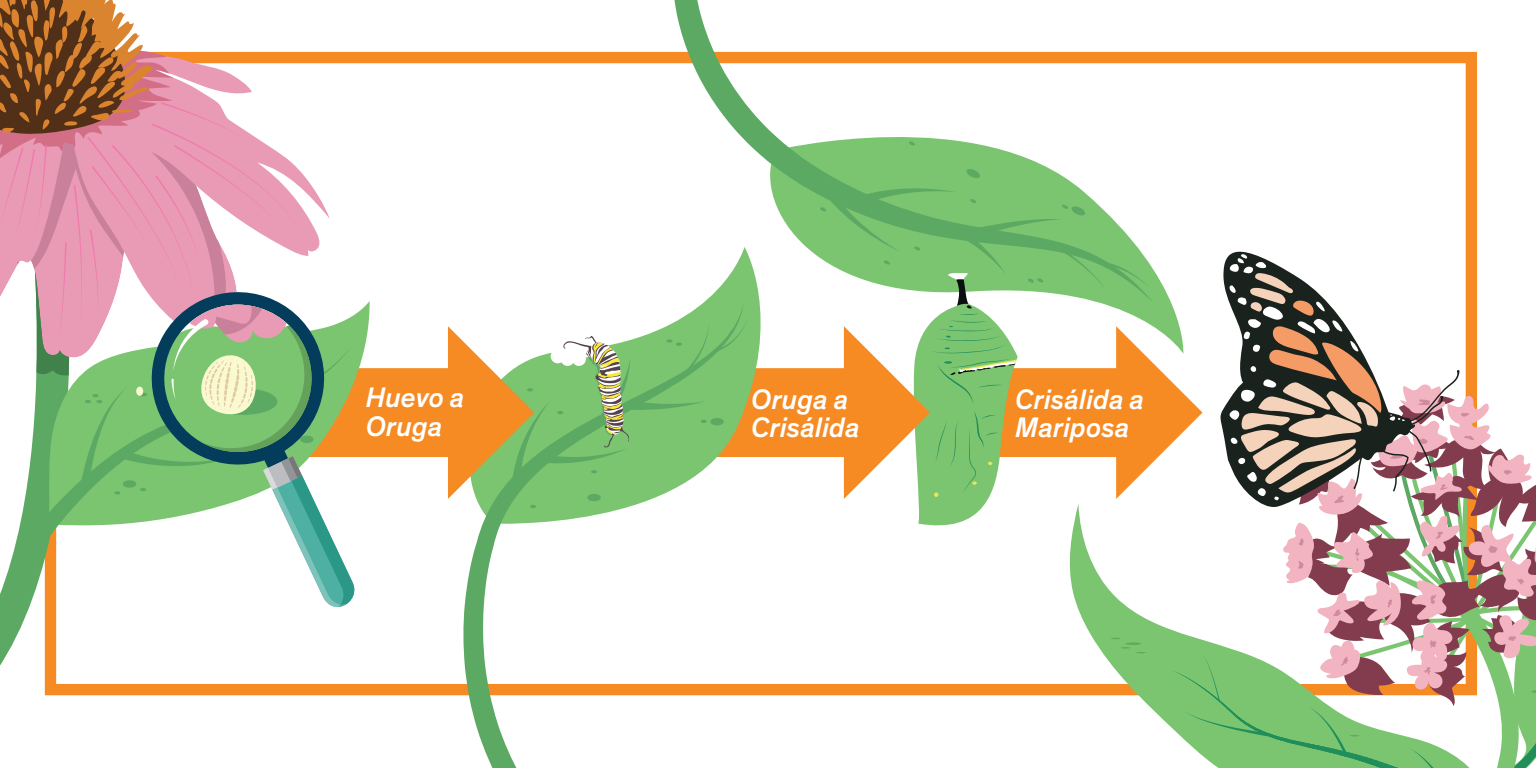 Huevo a
Oruga
Oruga a
Crisálida
Crisálida a
Mariposa